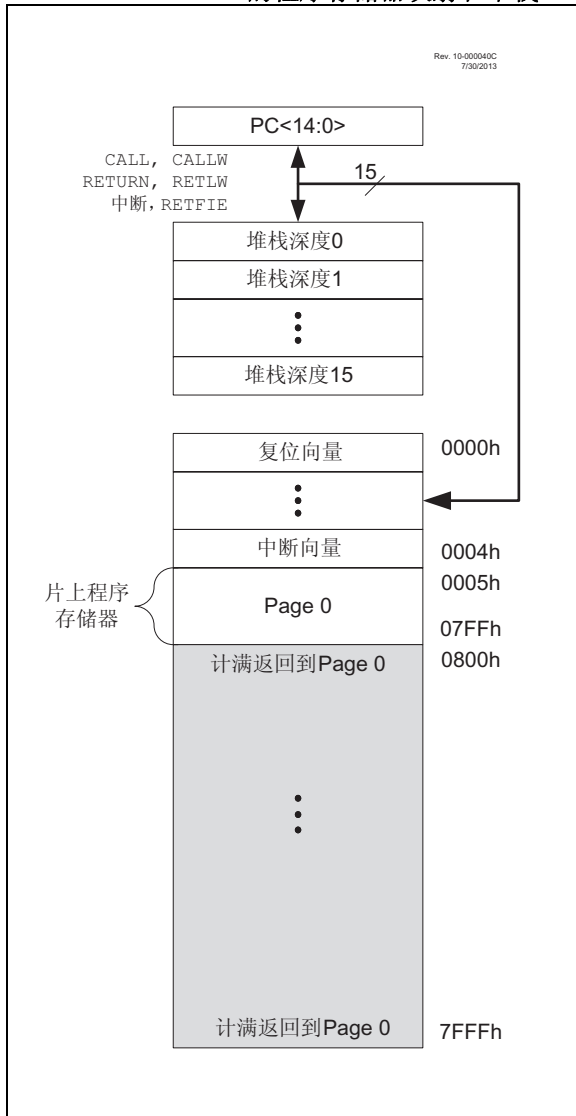 Rev. 10-000040C
7/30/2013
PC<14:0>
CALL, CALLW
RETURN, RETLW
中断,RETFIE
15
堆栈深度0
堆栈深度1
堆栈深度15
复位向量
0000h
中断向量
0004h
片上程序
存储器
Page 0
0005h
07FFh
计满返回到Page 0
0800h
计满返回到Page 0
7FFFh